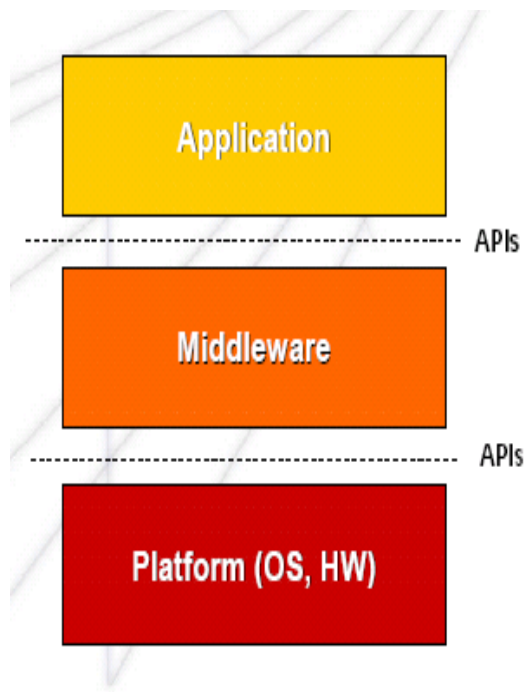 Application
APIs
Middleware
APIs
Platform (OS, HW)